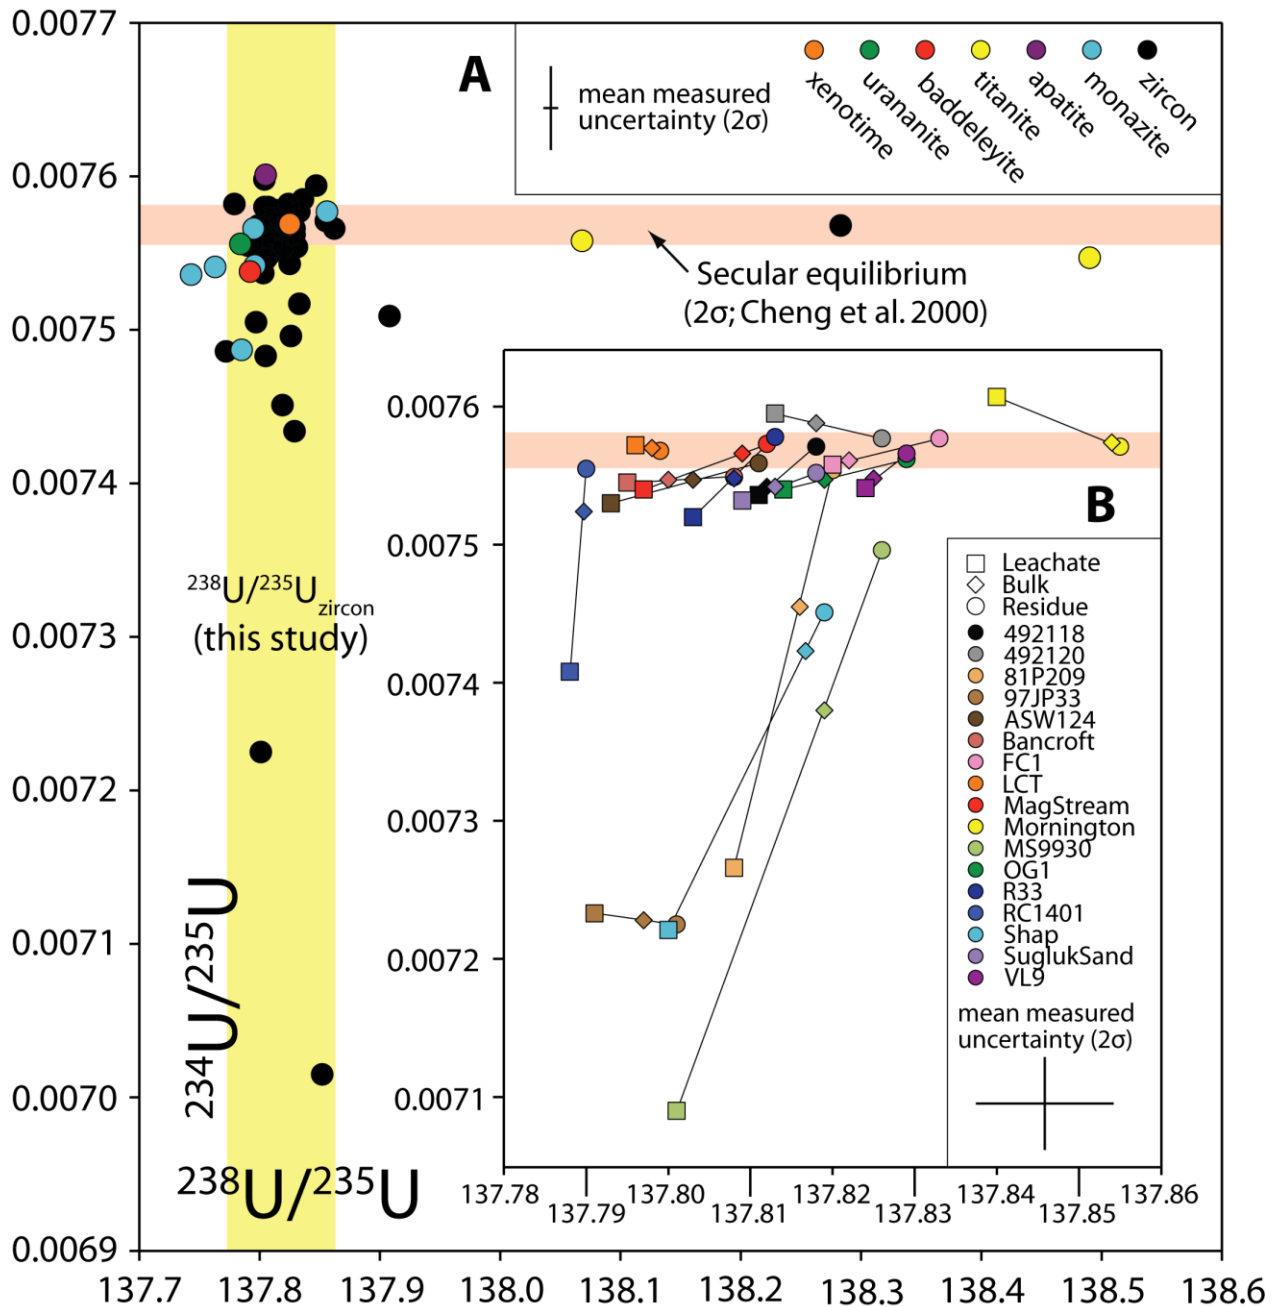 A
mean measured
uncertainty (2σ)
xenotime
urananite
baddeleyite
titanite
apatite
monazite
zircon
0.0077
0.0076
0.0075
0.0074
0.0073
0.0072
0.0071
0.0070
0.0069
Secular equilibrium
(2σ; Cheng et al. 2000)
²³⁸U/²³⁵U zircon
(this study)
²³⁴U/²³⁵U
²³⁸U/²³⁵U
137.7 137.8 137.9 138.0 138.1 138.2 138.3 138.4 138.5 138.6
B
0.0076
0.0075
0.0074
0.0073
0.0072
0.0071
Leachate
Bulk
Residue
492118
492120
81P209
97JP33
ASW124
Bancroft
FC1
LCT
MagStream
Mornington
MS9930
OG1
R33
RC1401
Shap
SuglukSand
VL9
mean measured
uncertainty (2σ)
137.78 137.80 137.82 137.84 137.86
137.79 137.81 137.83 137.85